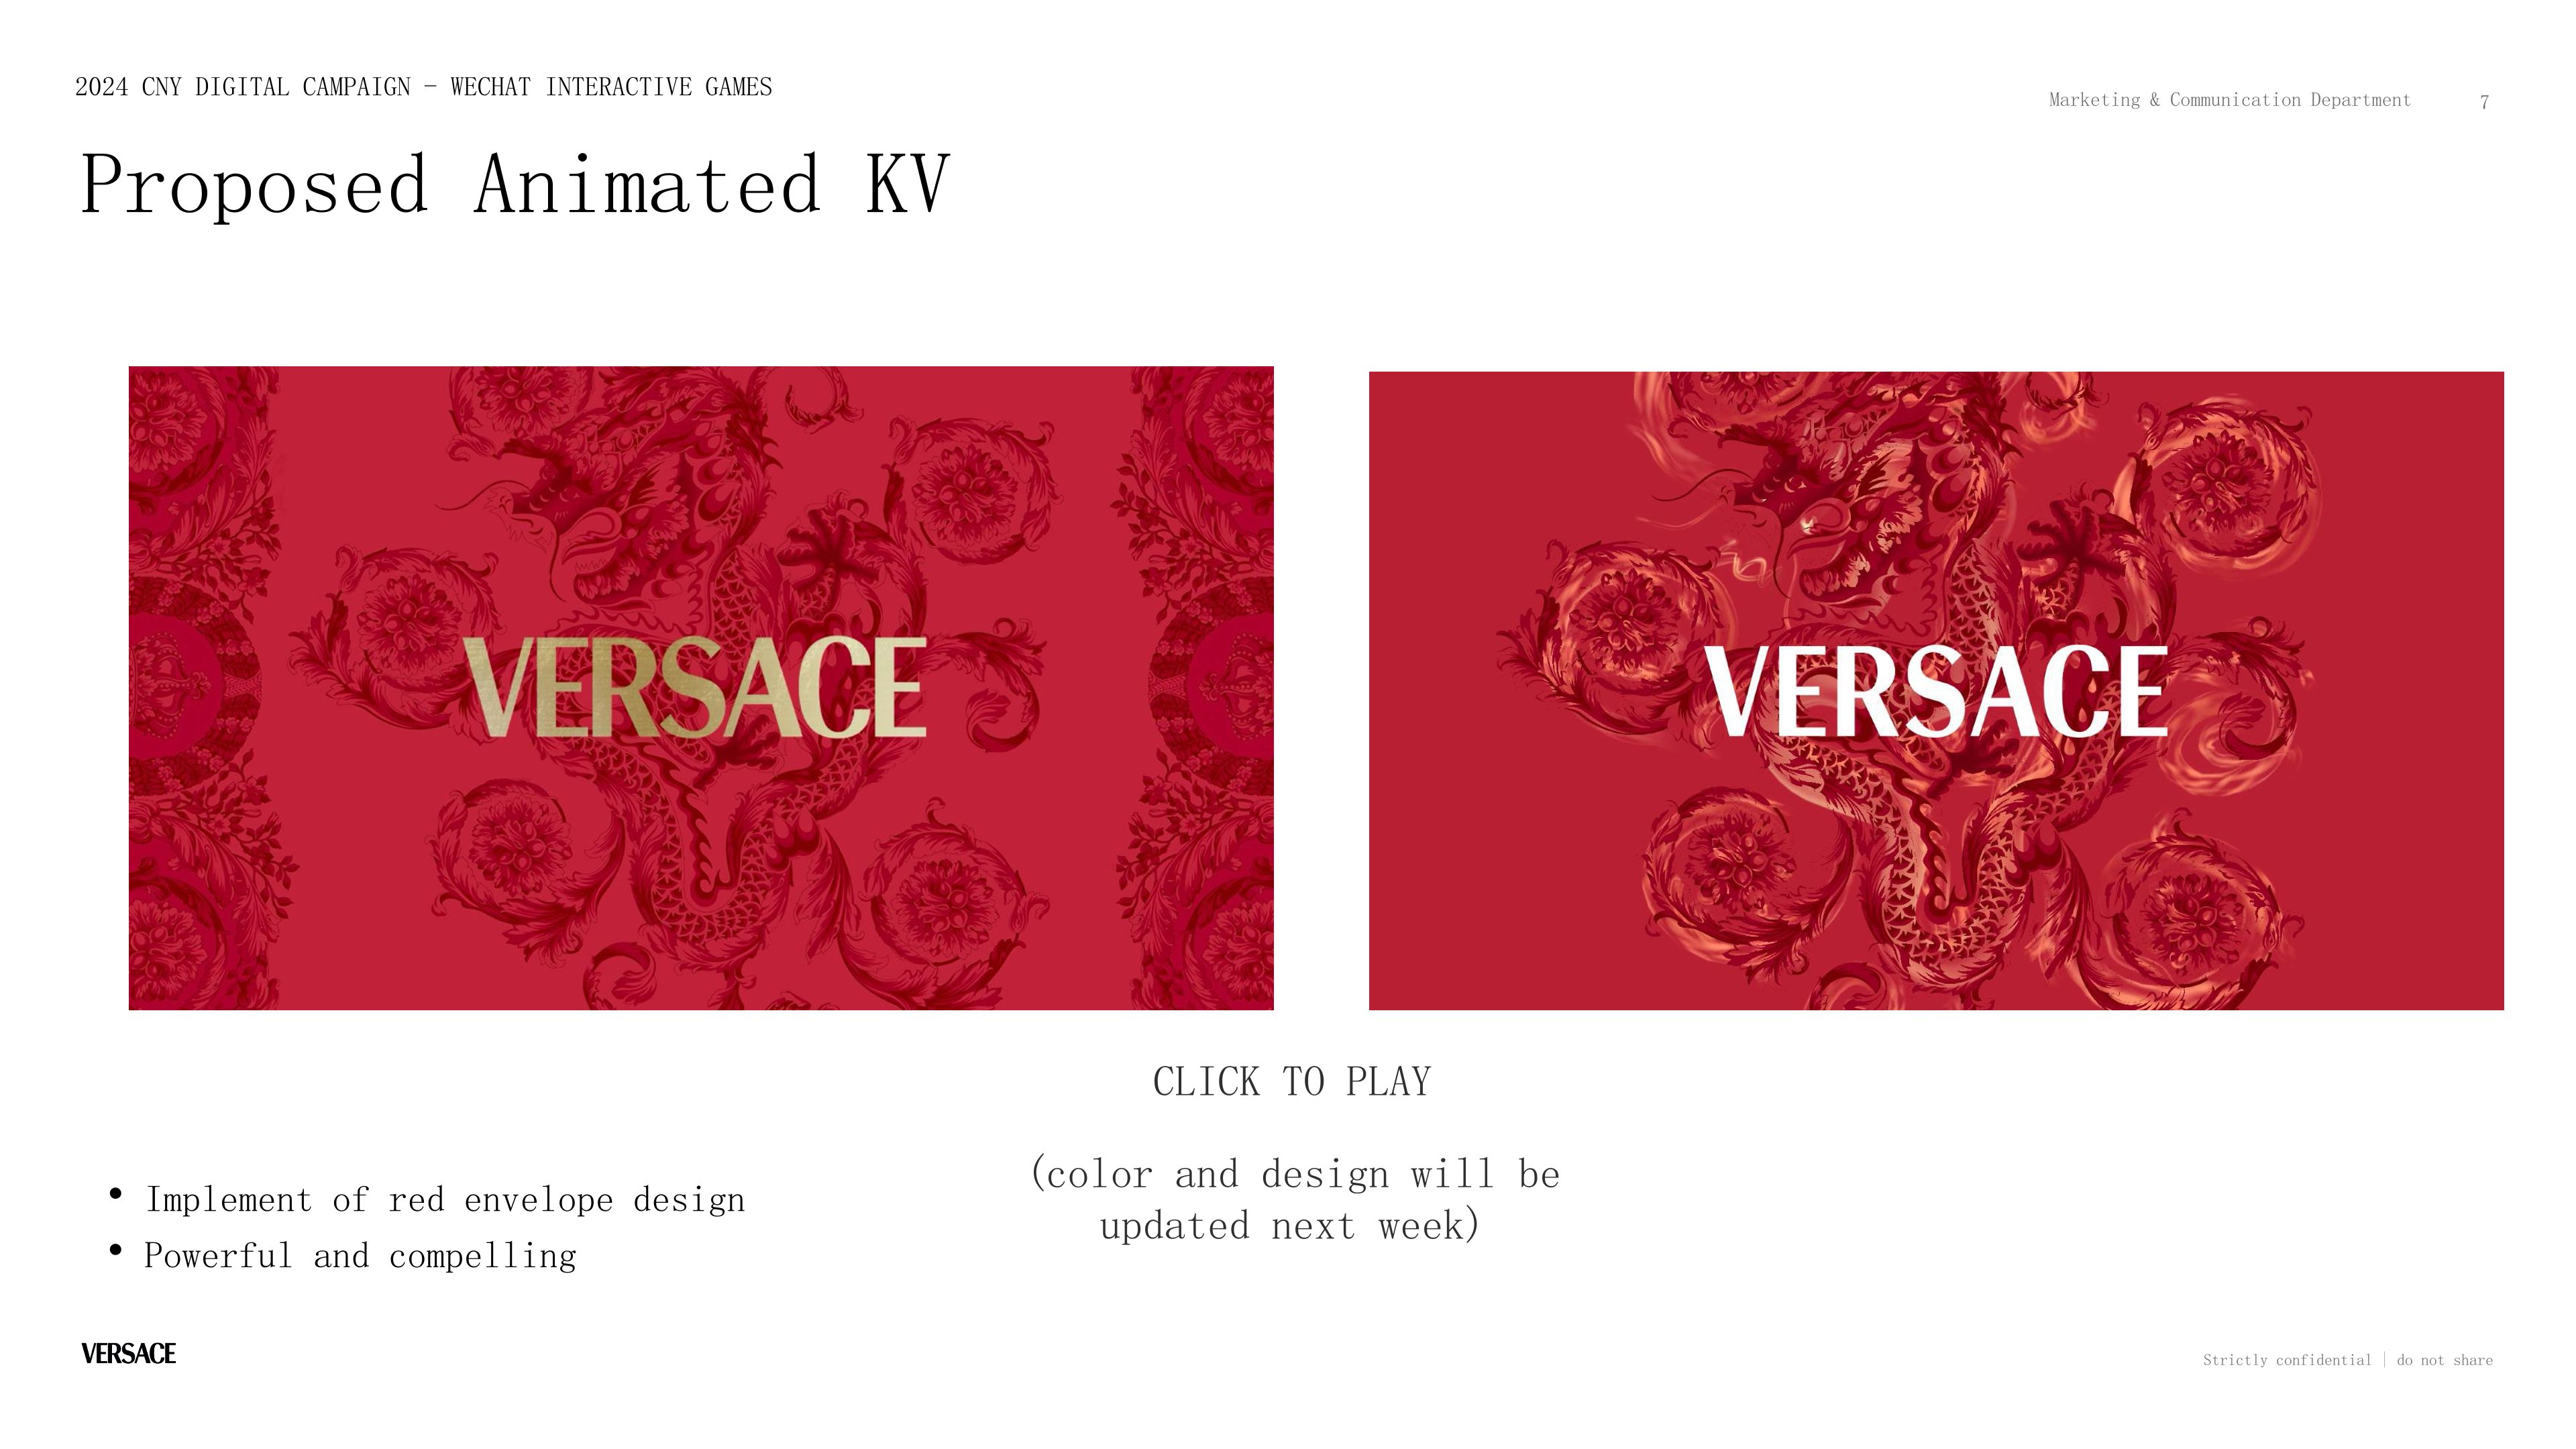 2024 CNY DIGITAL CAMPAIGN – WECHAT INTERACTIVE GAMES
Marketing & Communication Department
7
Proposed Animated KV
VERSACE
VERSACE
CLICK TO PLAY
(color and design will be
updated next week)
• Implement of red envelope design
• Powerful and compelling
VERSACE
Strictly confidential | do not share